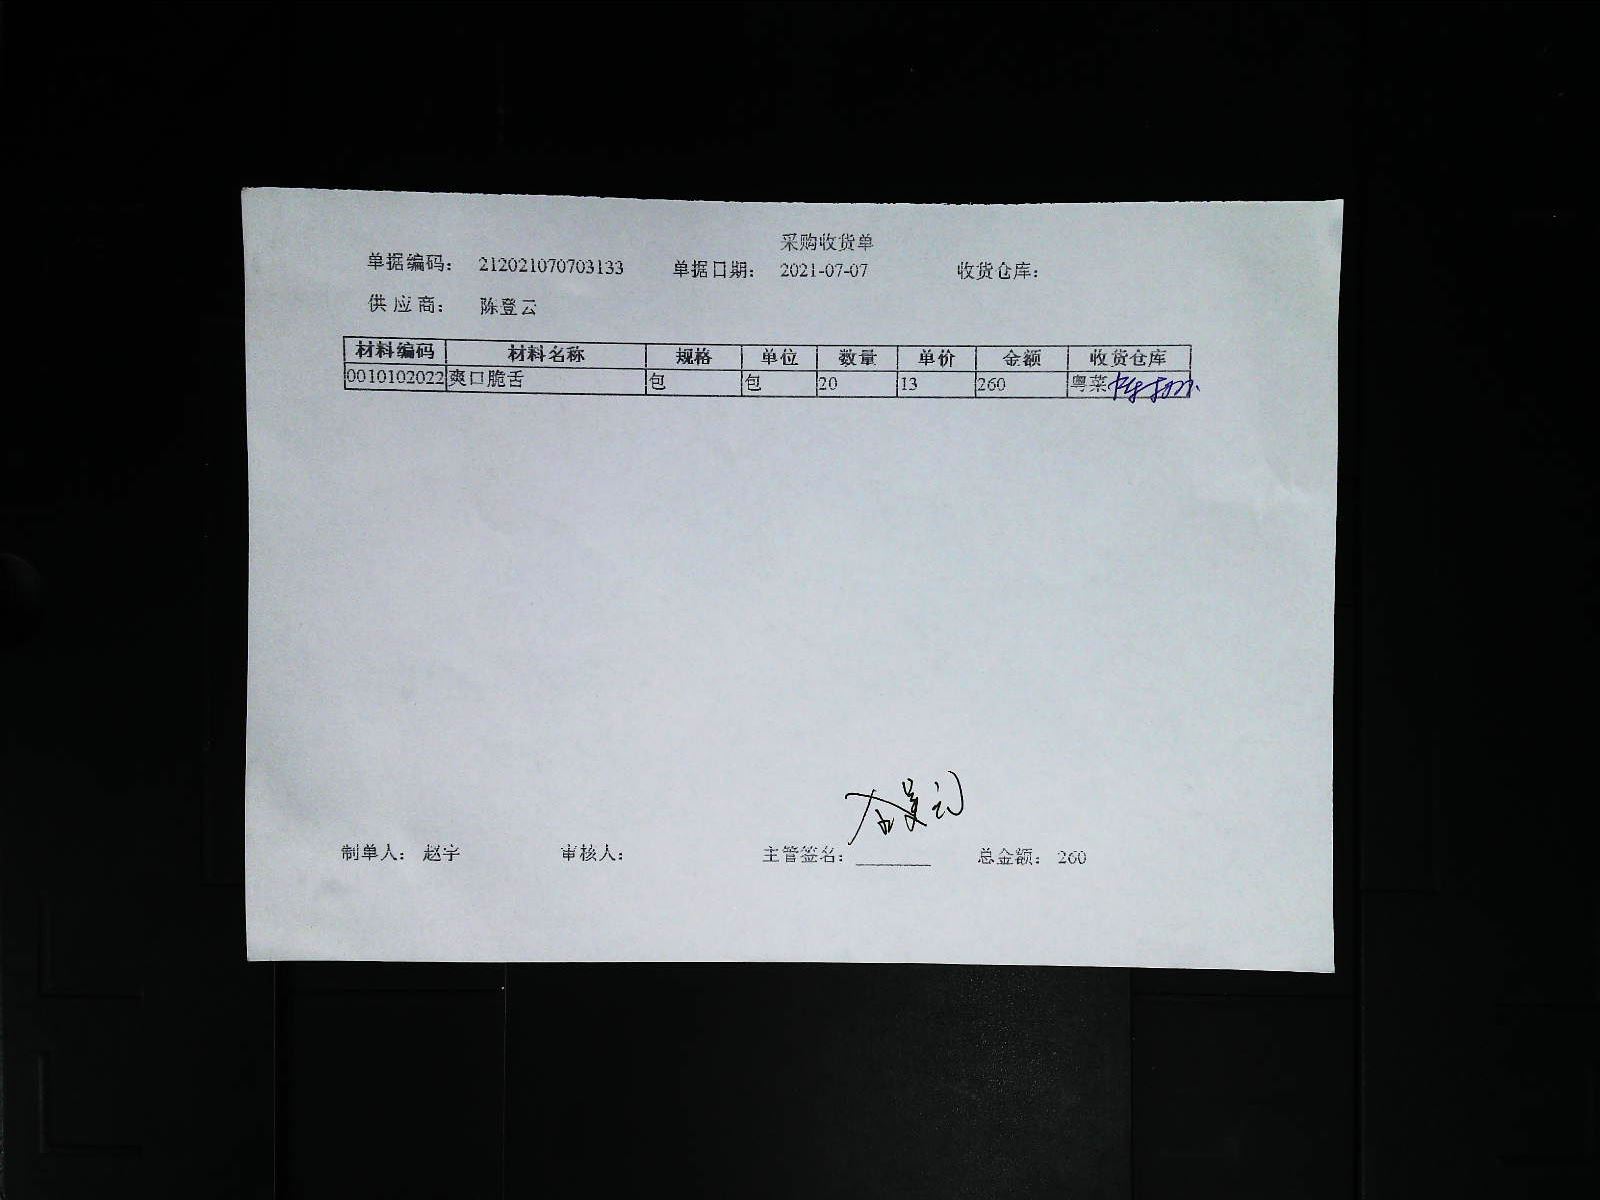 采购收货单
单据编码： 212021070703133 单据日期： 2021-07-07 收货仓库：
供应商： 陈登云
材料编码 材料名称 规格 单位 数量 单价 金额 收货仓库
0010102022 爽口脆舌 包 包 20 13 260 粤菜
制单人： 赵宇 审核人： 主管签名： 总金额： 260